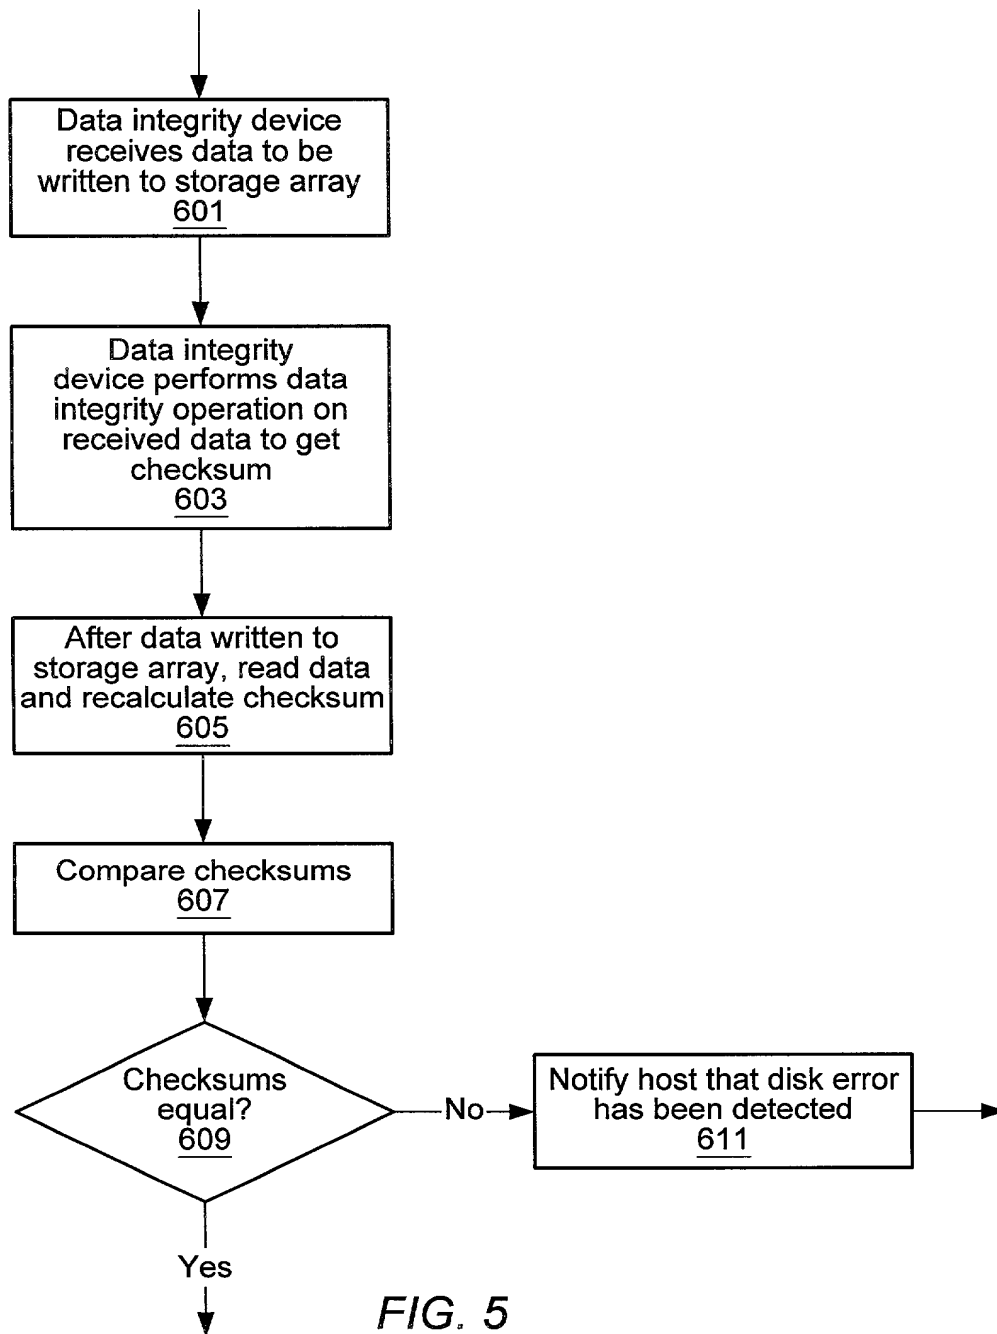 Data integrity device
receives data to be
written to storage array
601
Data integrity
device performs data
integrity operation on
received data to get
checksum
603
After data written to
storage array, read data
and recalculate checksum
605
Compare checksums
607
Checksums
equal?
609
No
Notify host that disk error
has been detected
611
Yes
FIG. 5